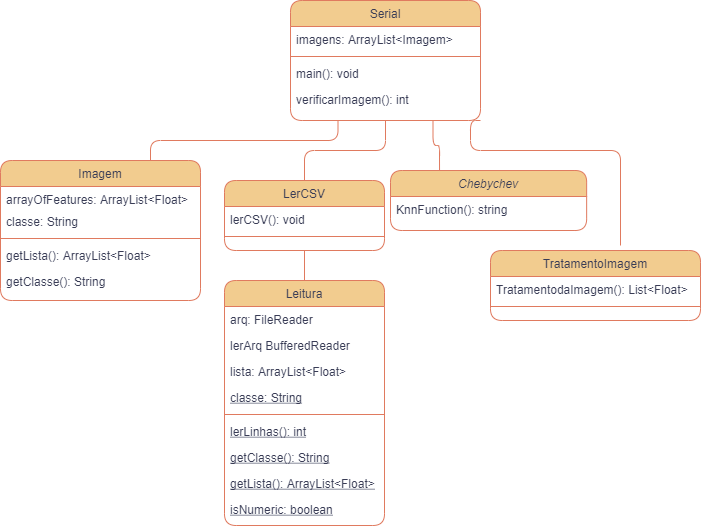 Serial
imagens: ArrayList<Imagem>
main(): void
verificarImagem(): int
Imagem
arrayOfFeatures: ArrayList<Float>
classe: String
getLista(): ArrayList<Float>
getClasse(): String
LerCSV
lerCSV(): void
Chebychev
KnnFunction(): string
TratamentoImagem
TratamentodaImagem(): List<Float>
Leitura
arq: FileReader
lerArq BufferedReader
lista: ArrayList<Float>
classe: String
lerLinhas(): int
getClasse(): String
getLista(): ArrayList<Float>
isNumeric: boolean